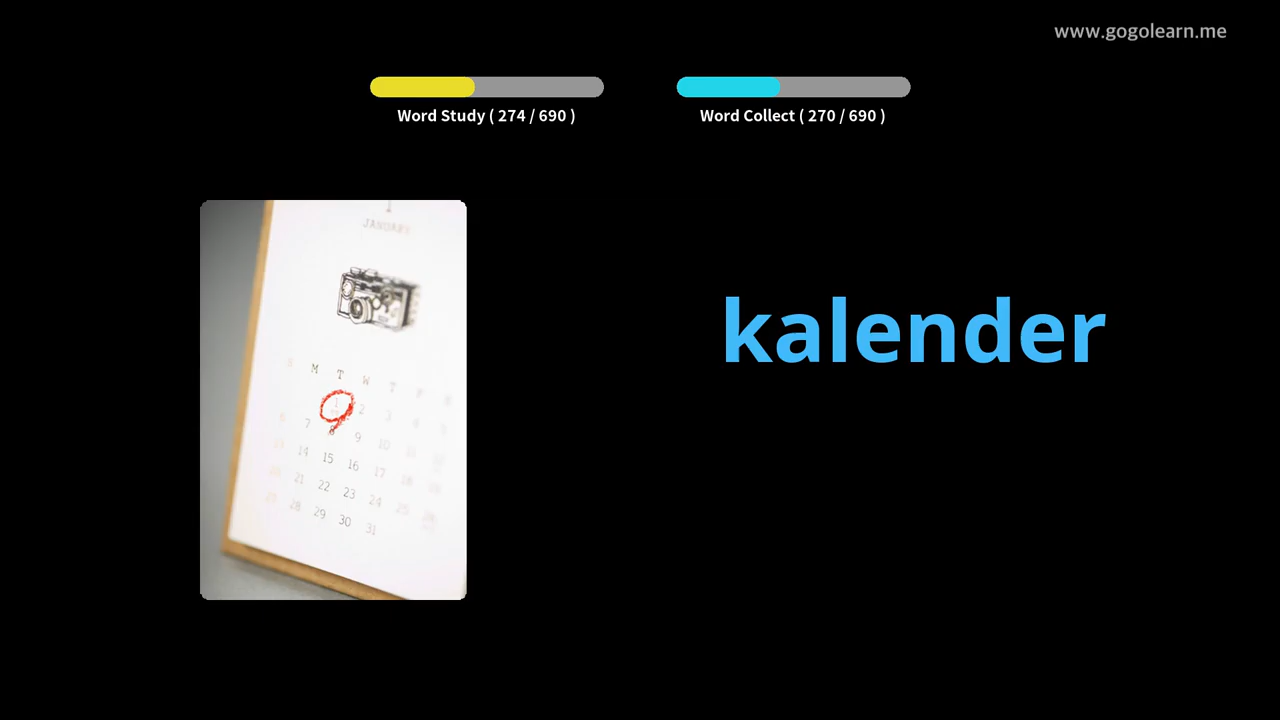 www.gogolearn.me
Word Study ( 274 / 690 )
Word Collect ( 270 / 690 )
kalender
JANUARY
M T W T F
1 2 3 4 5
7 8 9 10 11
14 15 16 17 18
21 22 23 24 25
28 29 30 31